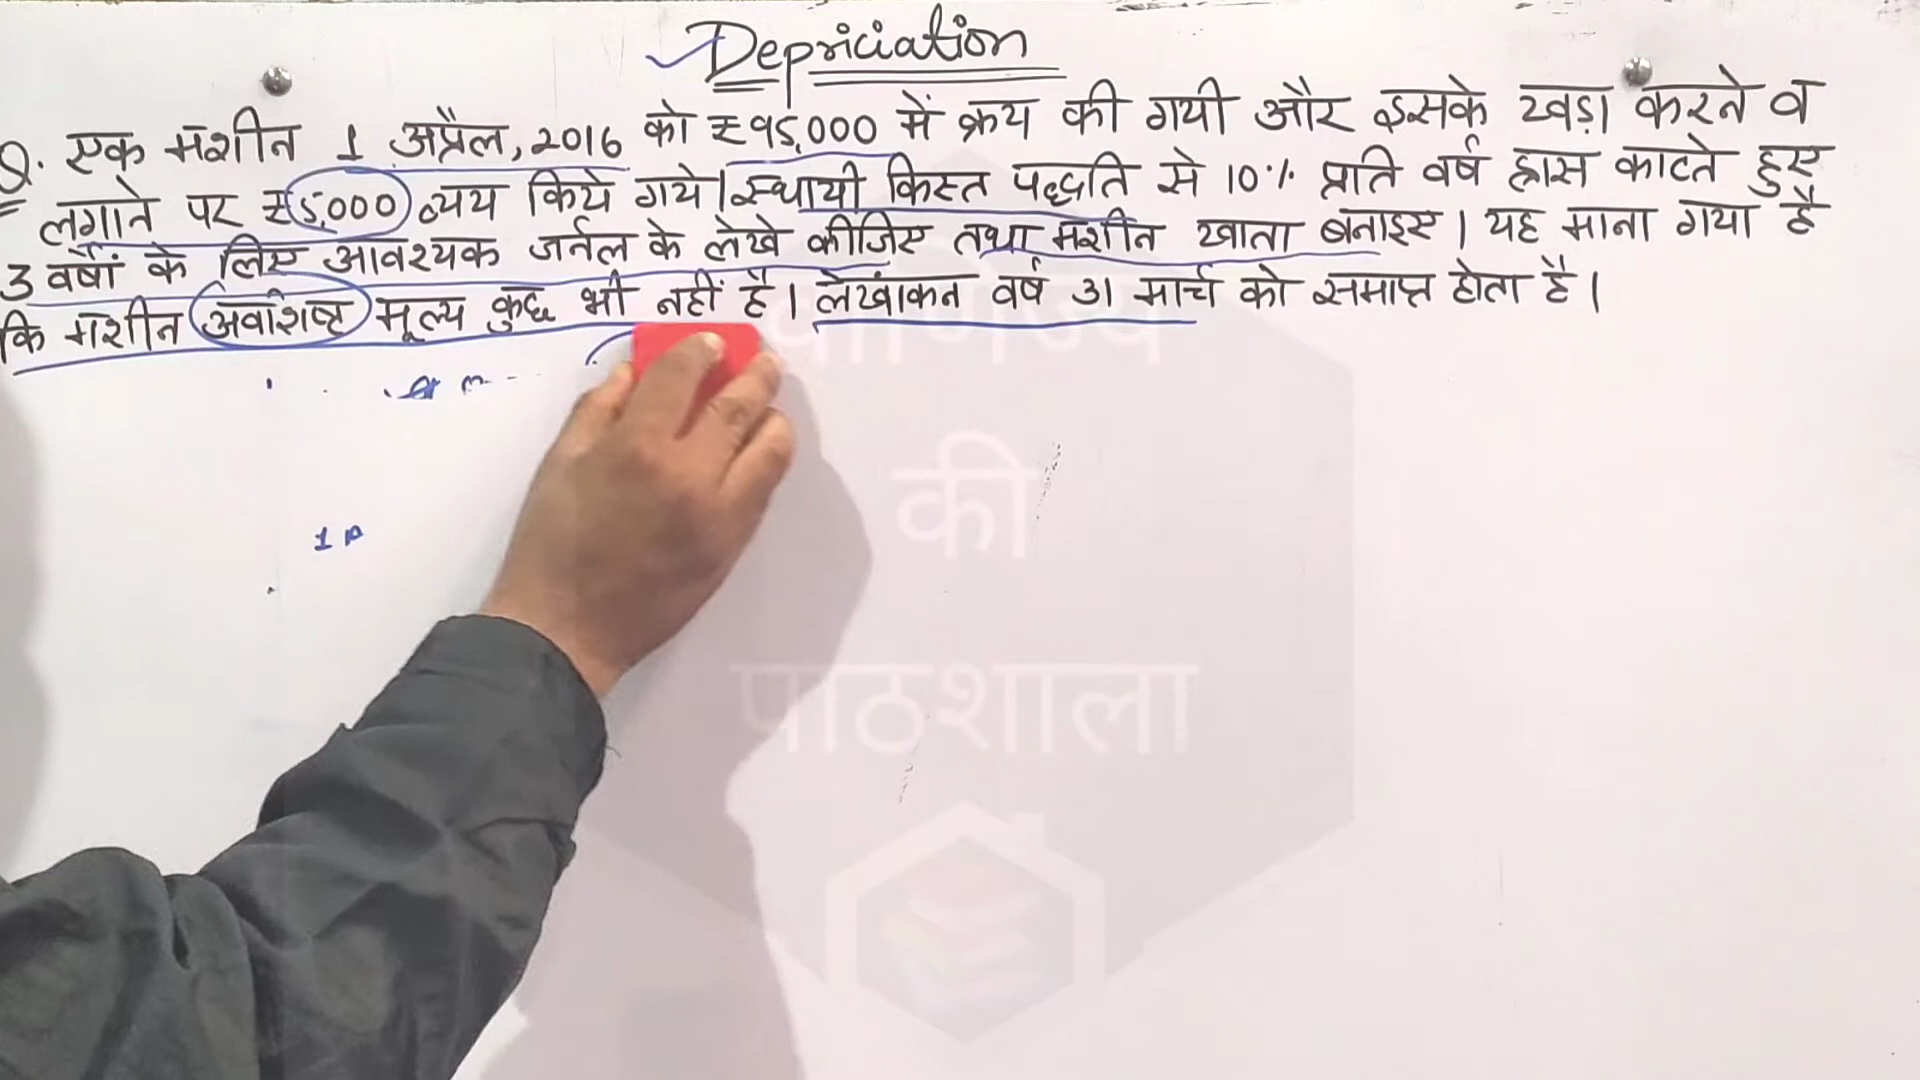 Depriciation
Q. एक मशीन 1 अप्रैल, 2016 को ₹95,000 में क्रय की गयी और इसके खड़ा करने व
लगाने पर ₹5,000 व्यय किये गये। स्थायी किस्त पद्धति से 10% प्रति वर्ष ह्रास काटते हुए
3 वर्षों के लिए आवश्यक जर्नल के लेखे कीजिए तथा मशीन खाता बनाइए। यह माना गया है
कि मशीन अवशिष्ट मूल्य कुछ भी नहीं है। लेखांकन वर्ष 31 मार्च को समाप्त होता है।
वाणिज्य
की
1 A
पाठशाला